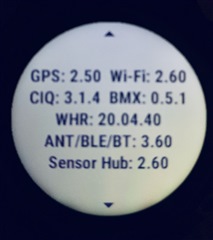 GPS: 2.50 Wi-Fi: 2.60
CIQ: 3.1.4 BMX: 0.5.1
WHR: 20.04.40
ANT/BLE/BT: 3.60
Sensor Hub: 2.60